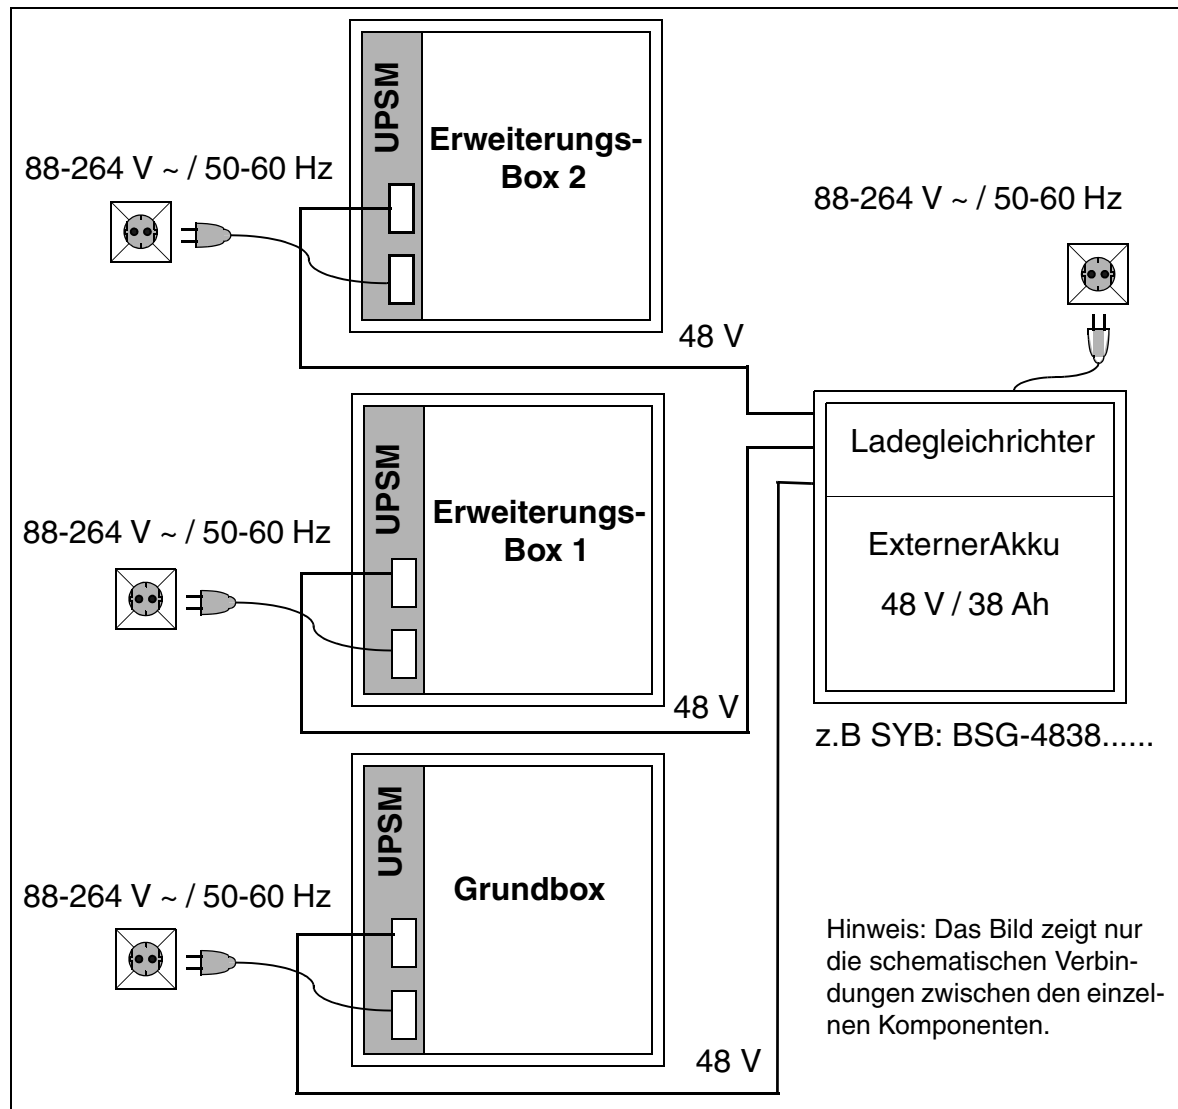 UPSM
Erweiterungs-
Box 2
88-264 V ~ / 50-60 Hz
88-264 V ~ / 50-60 Hz
48 V
UPSM
Erweiterungs-
Box 1
88-264 V ~ / 50-60 Hz
48 V
Ladegleichrichter
ExternerAkku
48 V / 38 Ah
z.B SYB: BSG-4838......
UPSM
Grundbox
88-264 V ~ / 50-60 Hz
48 V
Hinweis: Das Bild zeigt nur
die schematischen Verbin-
dungen zwischen den einzel-
nen Komponenten.